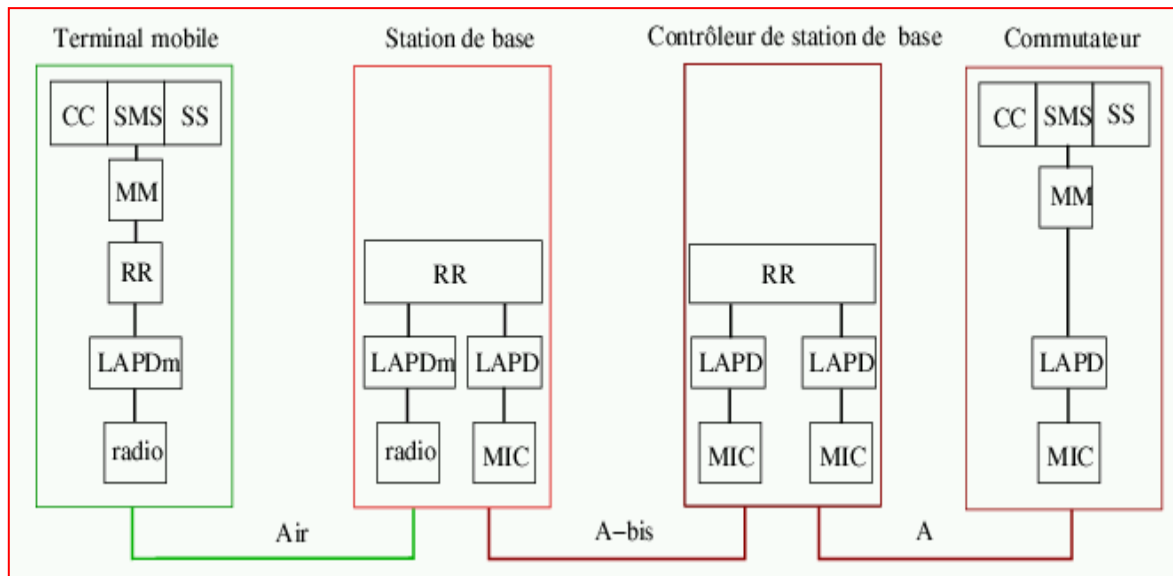 Terminal mobile
Station de base
Contrôleur de station de base
Commutateur
CC SMS SS
MM
RR
LAPDm
radio
RR
LAPDm LAPD
radio MIC
RR
LAPD LAPD
MIC MIC
CC SMS SS
MM
LAPD
MIC
Air
A-bis
A